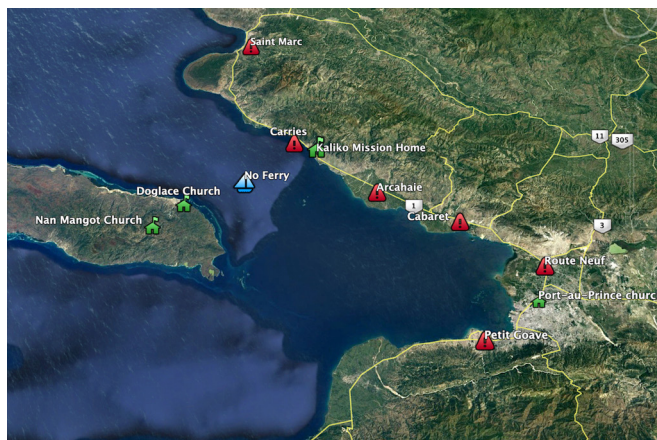 Saint Marc
11
305
Carries
Kaliko Mission Home
No Ferry
Doglace Church
Arcahaie
1
Nan Mangot Church
Cabaret
3
Route Neuf
Port-au-Prince churc
Petit Goave